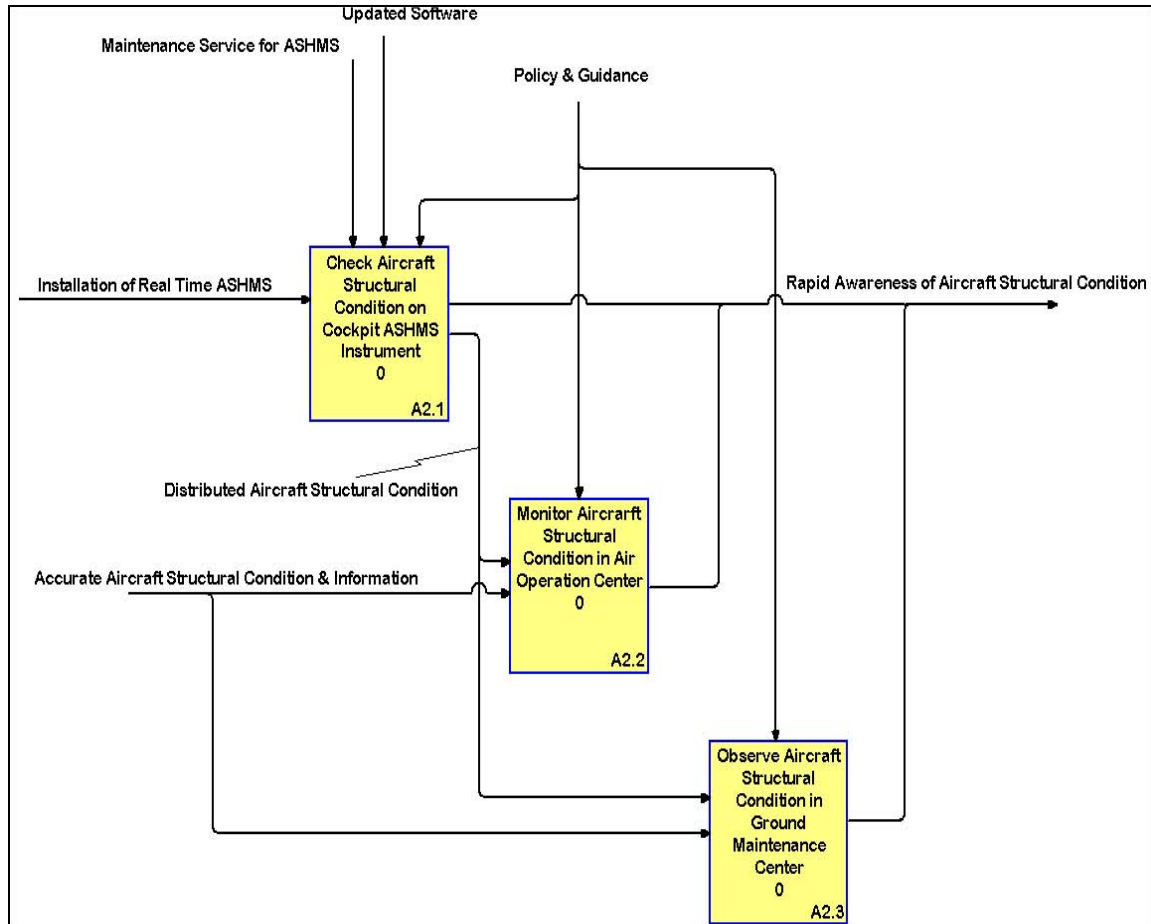 Updated Software
Maintenance Service for ASHMS
Policy & Guidance
Check Aircraft
Structural
Condition on
Cockpit ASHMS
Instrument
0
A2.1
Installation of Real Time ASHMS
Rapid Awareness of Aircraft Structural Condition
Distributed Aircraft Structural Condition
Monitor Aircrarft
Structural
Condition in Air
Operation Center
0
A2.2
Accurate Aircraft Structural Condition & Information
Observe Aircraft
Structural
Condition in
Ground
Maintenance
Center
0
A2.3